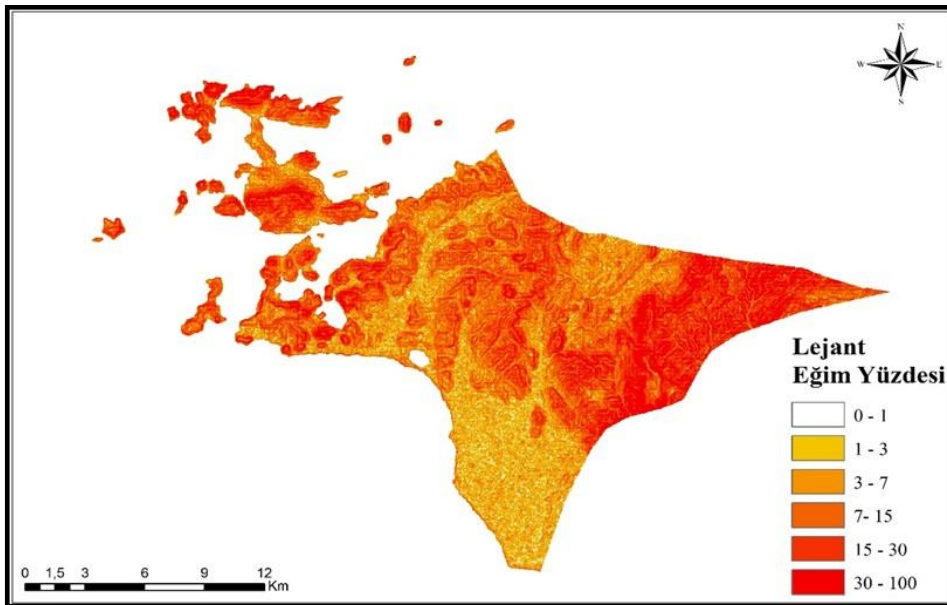 N
W E
S
Lejant
Eğim Yüzdesi
0 - 1
1 - 3
3 - 7
7- 15
15 - 30
30 - 100
0 1,5 3 6 9 12
Km